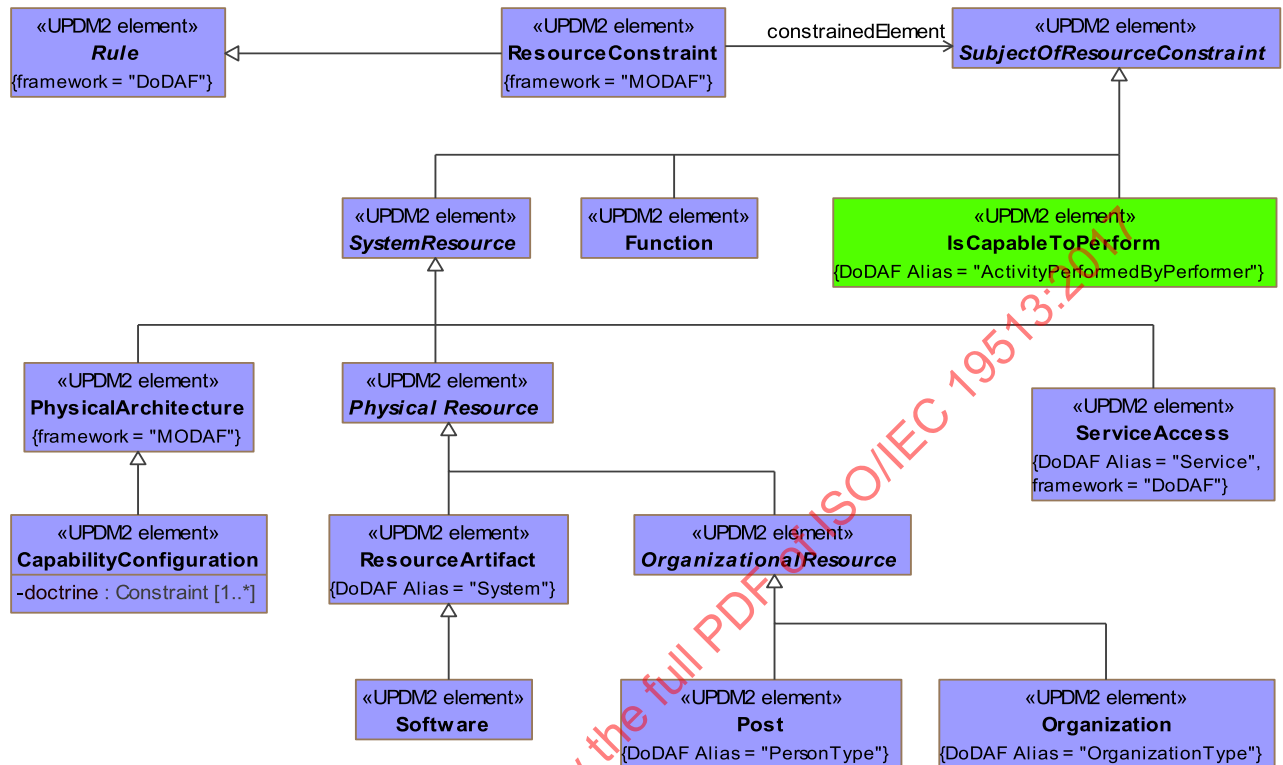 «UPDM2 element»
Rule
{framework = "DoDAF"}
«UPDM2 element»
ResourceConstraint
{framework = "MODAF"}
constrainedElement
«UPDM2 element»
SubjectOfResourceConstraint
«UPDM2 element»
SystemResource
«UPDM2 element»
Function
«UPDM2 element»
IsCapableToPerform
{DoDAF Alias = "ActivityPerformedByPerformer"}
«UPDM2 element»
PhysicalArchitecture
{framework = "MODAF"}
«UPDM2 element»
Physical Resource
«UPDM2 element»
ServiceAccess
{DoDAF Alias = "Service",
framework = "DoDAF"}
«UPDM2 element»
CapabilityConfiguration
-doctrine : Constraint [1..*]
«UPDM2 element»
ResourceArtifact
{DoDAF Alias = "System"}
«UPDM2 element»
OrganizationalResource
«UPDM2 element»
Software
«UPDM2 element»
Post
{DoDAF Alias = "PersonType"}
«UPDM2 element»
Organization
{DoDAF Alias = "OrganizationType"}
the full PDF of ISO/IEC 19513:2017